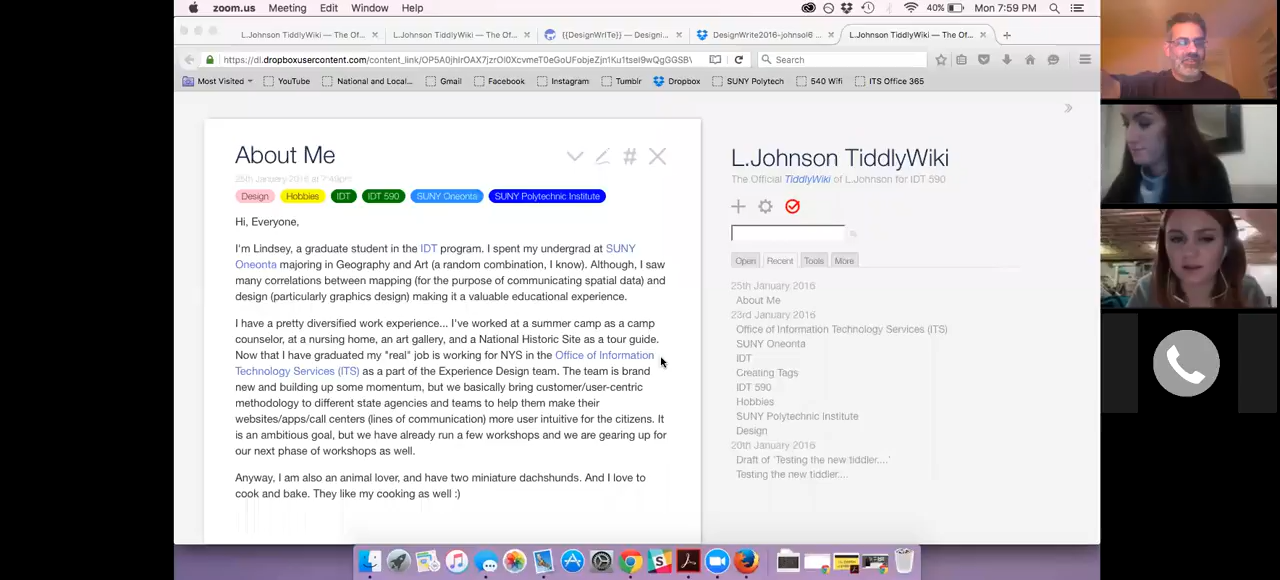 zoom.us Meeting Edit Window Help 40% Mon 7:59 PM
L.Johnson TiddlyWiki — The Of... L.Johnson TiddlyWiki — The Of... {{DesignWrITe}} — Designi... DesignWrite2016-johnsol6 ... L.Johnson TiddlyWiki — The Of...
Search
Most Visited YouTube National and Local... Gmail Facebook Instagram Tumblr Dropbox SUNY Polytech 540 Wifi ITS Office 365
About Me
25th January 2016 at 7:49pm
Design Hobbies IDT IDT 590 SUNY Oneonta SUNY Polytechnic Institute
Hi, Everyone,
I'm Lindsey, a graduate student in the IDT program. I spent my undergrad at SUNY
Oneonta majoring in Geography and Art (a random combination, I know). Although, I saw
many correlations between mapping (for the purpose of communicating spatial data) and
design (particularly graphics design) making it a valuable educational experience.
I have a pretty diversified work experience... I've worked at a summer camp as a camp
counselor, at a nursing home, an art gallery, and a National Historic Site as a tour guide.
Now that I have graduated my "real" job is working for NYS in the Office of Information
Technology Services (ITS) as a part of the Experience Design team. The team is brand
new and building up some momentum, but we basically bring customer/user-centric
methodology to different state agencies and teams to help them make their
websites/apps/call centers (lines of communication) more user intuitive for the citizens. It
is an ambitious goal, but we have already run a few workshops and we are gearing up for
our next phase of workshops as well.
Anyway, I am also an animal lover, and have two miniature dachshunds. And I love to
cook and bake. They like my cooking as well :)
L.Johnson TiddlyWiki
The Official TiddlyWiki of L.Johnson for IDT 590
Open Recent Tools More
25th January 2016
About Me
23rd January 2016
Office of Information Technology Services (ITS)
SUNY Oneonta
IDT
Creating Tags
IDT 590
Hobbies
SUNY Polytechnic Institute
Design
20th January 2016
Draft of 'Testing the new tiddler....'
Testing the new tiddler....